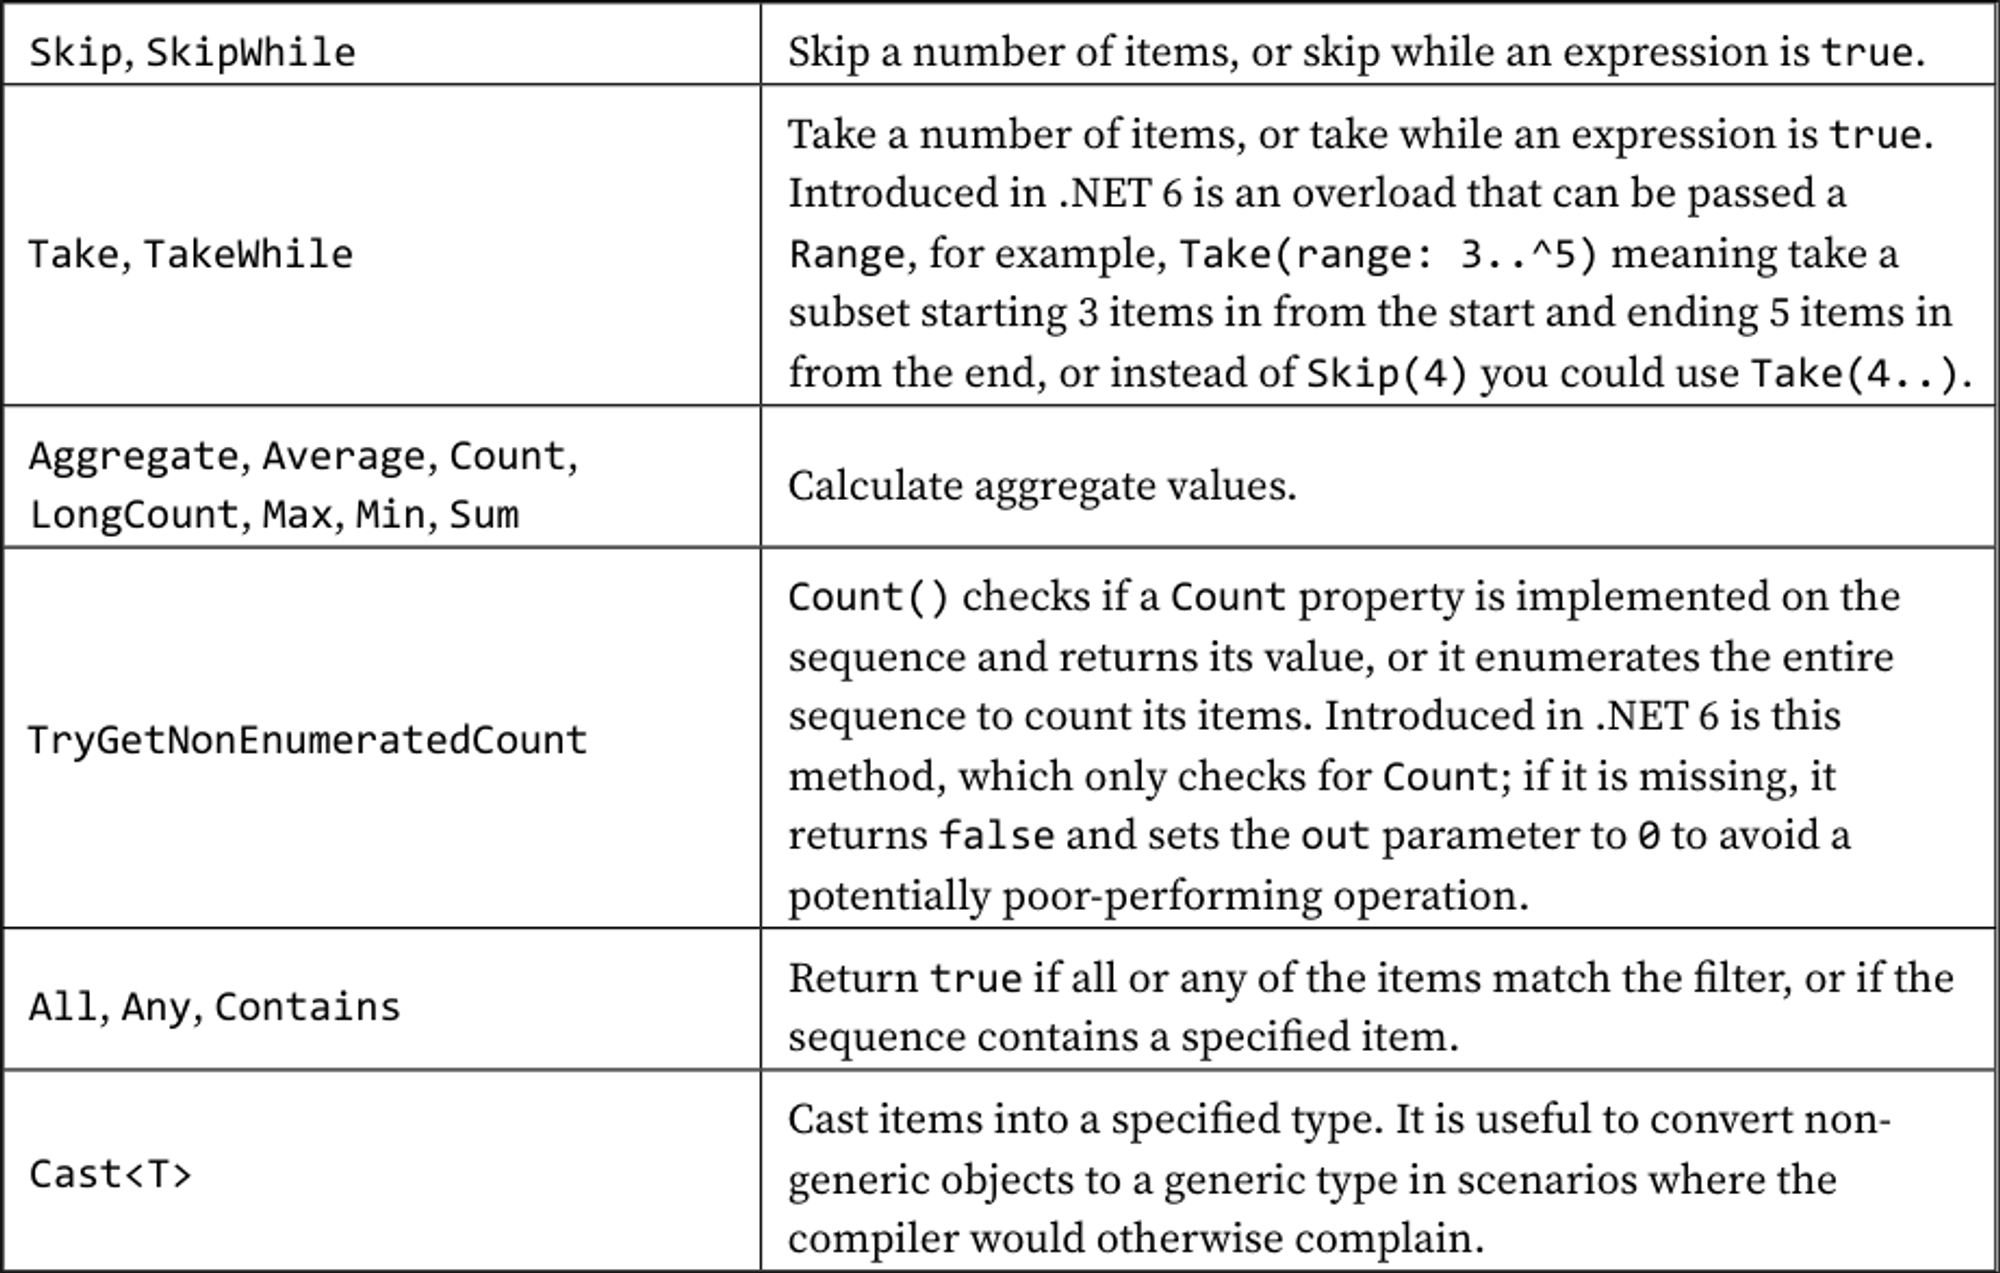 Skip, SkipWhile
Skip a number of items, or skip while an expression is true.
Take, TakeWhile
Take a number of items, or take while an expression is true.
Introduced in .NET 6 is an overload that can be passed a
Range, for example, Take(range: 3..^5) meaning take a
subset starting 3 items in from the start and ending 5 items in
from the end, or instead of Skip(4) you could use Take(4..).
Aggregate, Average, Count,
LongCount, Max, Min, Sum
Calculate aggregate values.
TryGetNonEnumeratedCount
Count() checks if a Count property is implemented on the
sequence and returns its value, or it enumerates the entire
sequence to count its items. Introduced in .NET 6 is this
method, which only checks for Count; if it is missing, it
returns false and sets the out parameter to 0 to avoid a
potentially poor-performing operation.
All, Any, Contains
Return true if all or any of the items match the filter, or if the
sequence contains a specified item.
Cast<T>
Cast items into a specified type. It is useful to convert non-
generic objects to a generic type in scenarios where the
compiler would otherwise complain.